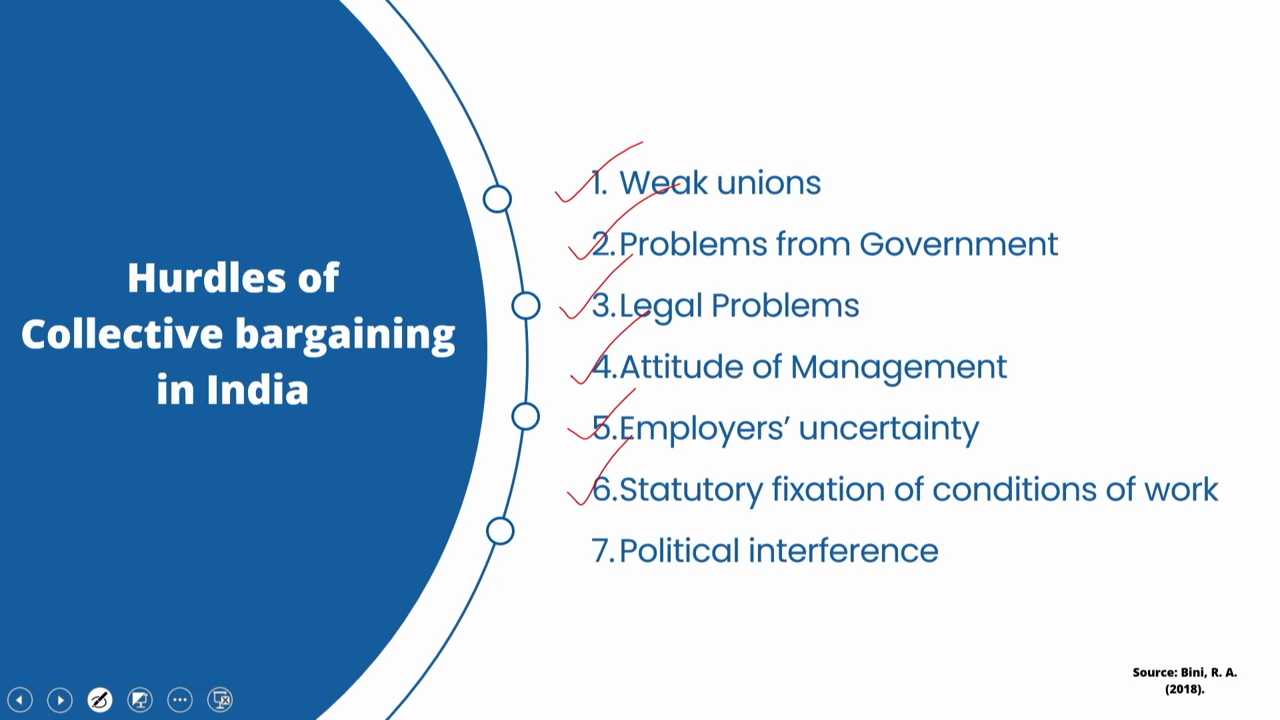 Hurdles of
Collective bargaining
in India
1. Weak unions
2. Problems from Government
3. Legal Problems
4. Attitude of Management
5. Employers’ uncertainty
6. Statutory fixation of conditions of work
7. Political interference
Source: Bini, R. A.
(2018).